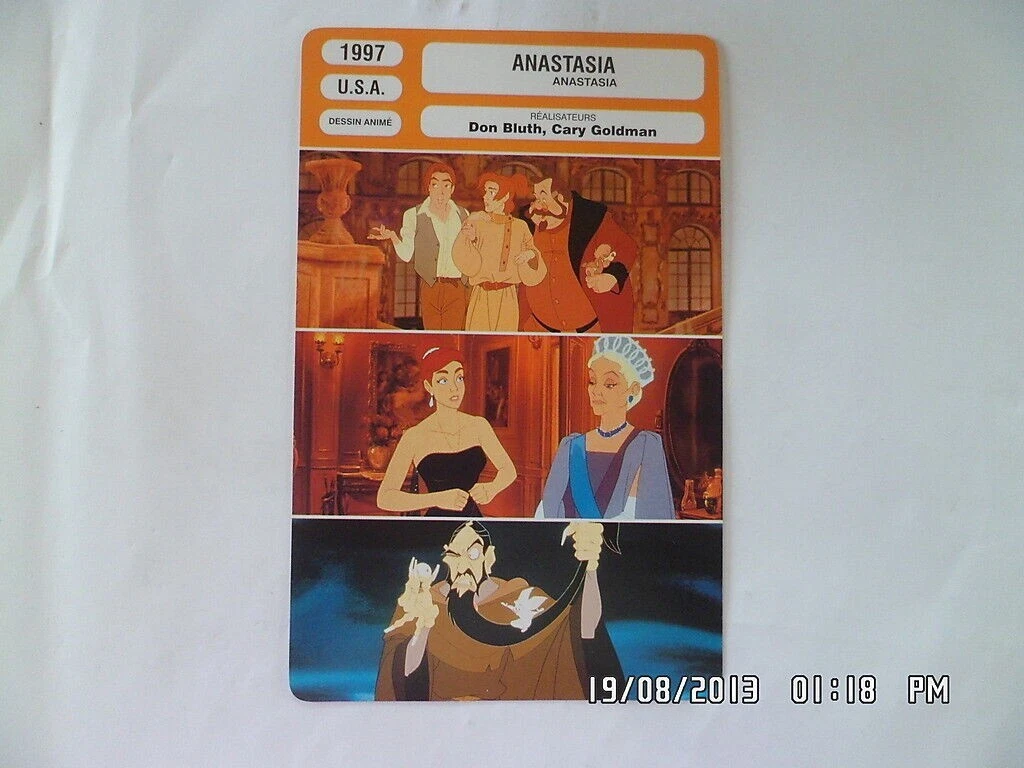 1997
U.S.A.
DESSIN ANIMÉ
ANASTASIA
ANASTASIA
RÉALISATEURS
Don Bluth, Cary Goldman
19/08/2013 01:18 PM